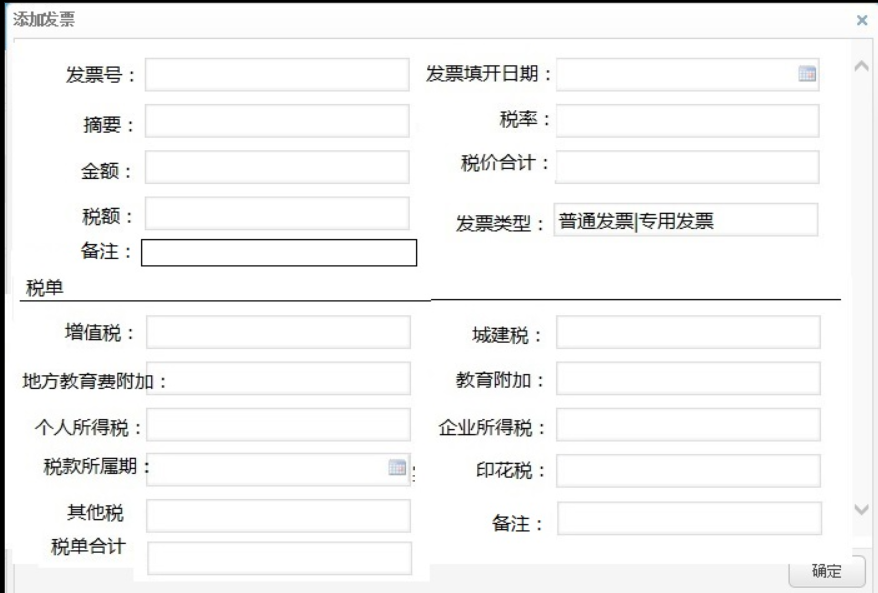 添加发票
发票号： 发票填开日期：
摘要： 税率：
金额： 税价合计：
税额： 发票类型： 普通发票|专用发票
备注：
税单
增值税： 城建税：
地方教育费附加： 教育附加：
个人所得税： 企业所得税：
税款所属期： 印花税：
其他税 备注：
税单合计
确定